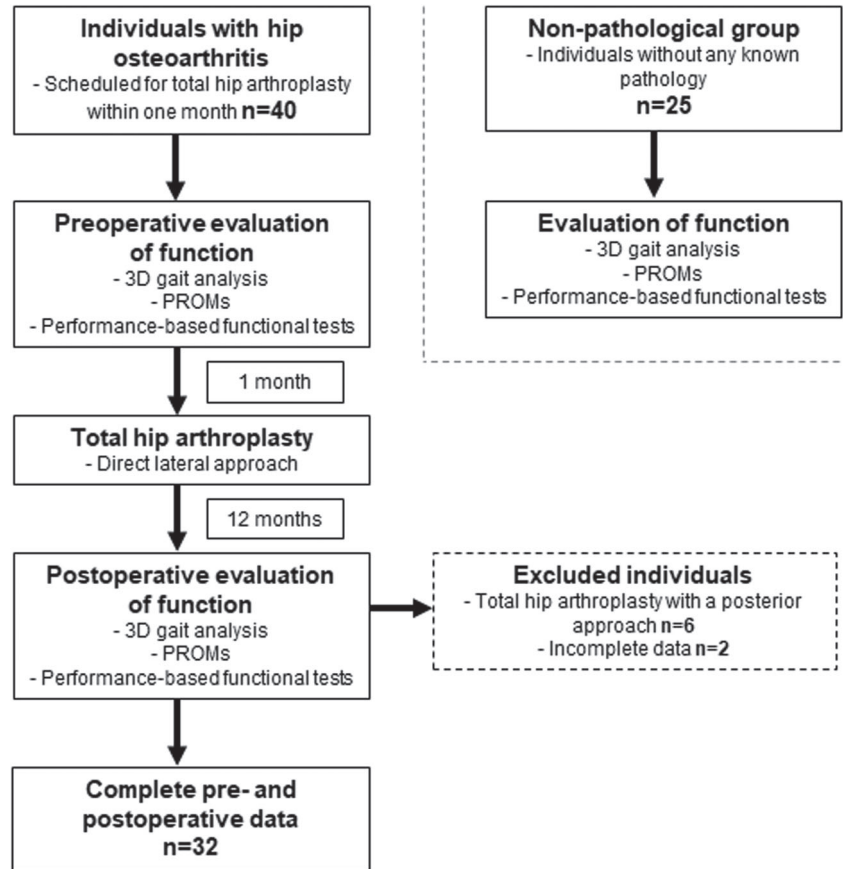 Individuals with hip
osteoarthritis
- Scheduled for total hip arthroplasty
within one month n=40
Preoperative evaluation
of function
- 3D gait analysis
- PROMs
- Performance-based functional tests
1 month
Total hip arthroplasty
- Direct lateral approach
12 months
Postoperative evaluation
of function
- 3D gait analysis
- PROMs
- Performance-based functional tests
Excluded individuals
- Total hip arthroplasty with a posterior
approach n=6
- Incomplete data n=2
Complete pre- and
postoperative data
n=32
Non-pathological group
- Individuals without any known
pathology
n=25
Evaluation of function
- 3D gait analysis
- PROMs
- Performance-based functional tests